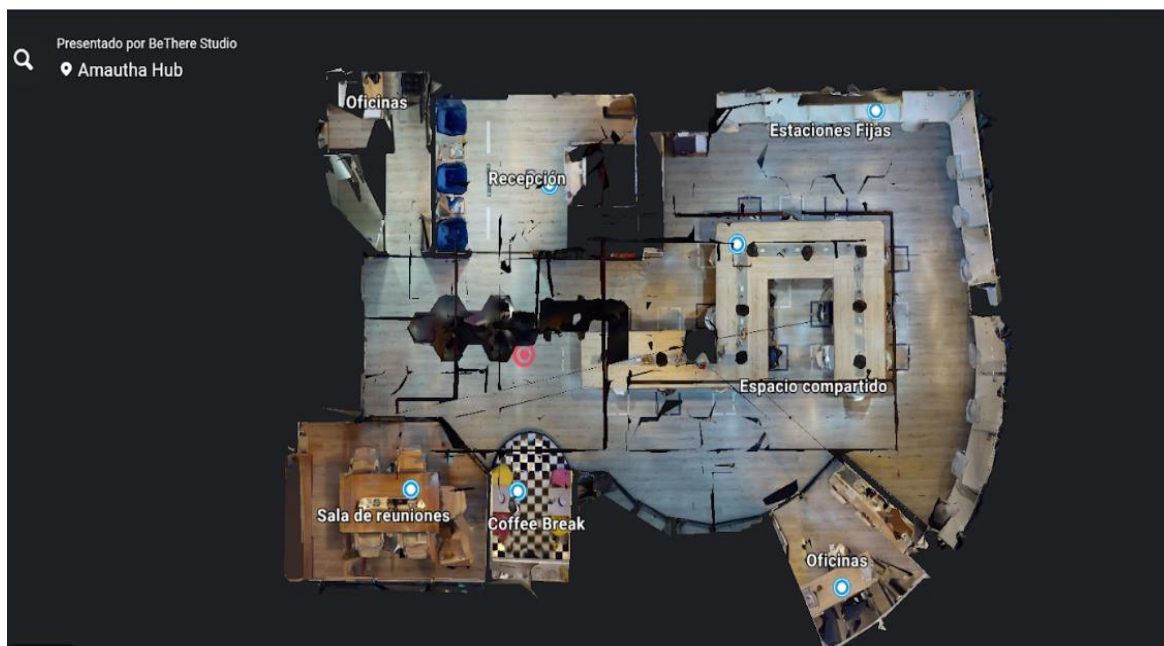 Presentado por BeThere Studio
Amautha Hub
Oficinas
Estaciones Fijas
Recepción
Espacio compartido
Sala de reuniones
Coffee Break
Oficinas